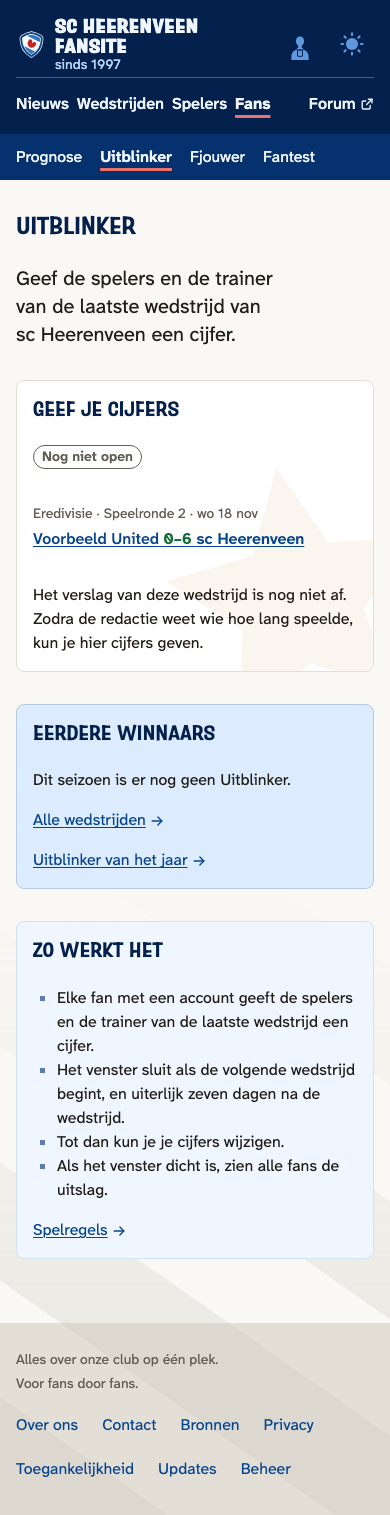 SC HEERENVEEN
FANSITE
sinds 1997
Nieuws Wedstrijden Spelers Fans Forum
Prognose Uitblinker Fjouwer Fantest
UITBLINKER
Geef de spelers en de trainer
van de laatste wedstrijd van
sc Heerenveen een cijfer.
GEEF JE CIJFERS
Nog niet open
Eredivisie · Speelronde 2 · wo 18 nov
Voorbeeld United 0–6 sc Heerenveen
Het verslag van deze wedstrijd is nog niet af.
Zodra de redactie weet wie hoe lang speelde,
kun je hier cijfers geven.
EERDERE WINNAARS
Dit seizoen is er nog geen Uitblinker.
Alle wedstrijden →
Uitblinker van het jaar →
ZO WERKT HET
Elke fan met een account geeft de spelers
en de trainer van de laatste wedstrijd een
cijfer.
Het venster sluit als de volgende wedstrijd
begint, en uiterlijk zeven dagen na de
wedstrijd.
Tot dan kun je je cijfers wijzigen.
Als het venster dicht is, zien alle fans de
uitslag.
Spelregels →
Alles over onze club op één plek.
Voor fans door fans.
Over ons Contact Bronnen Privacy
Toegankelijkheid Updates Beheer